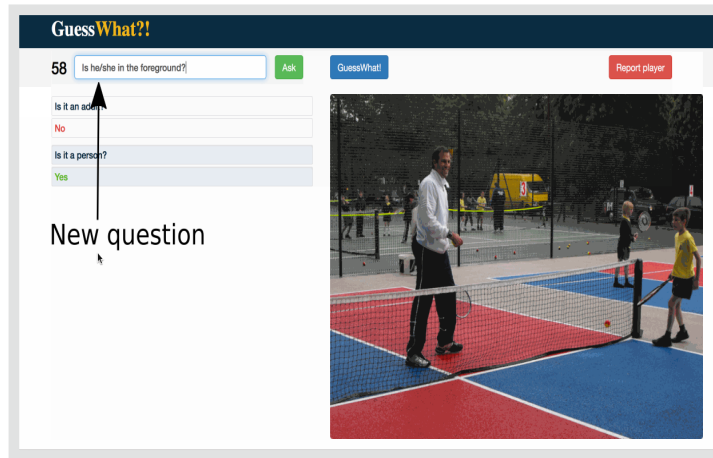 GuessWhat?!
58 Is he/she in the foreground? Ask GuessWhat! Report player
Is it an adult?
No
Is it a person?
Yes
New question
3